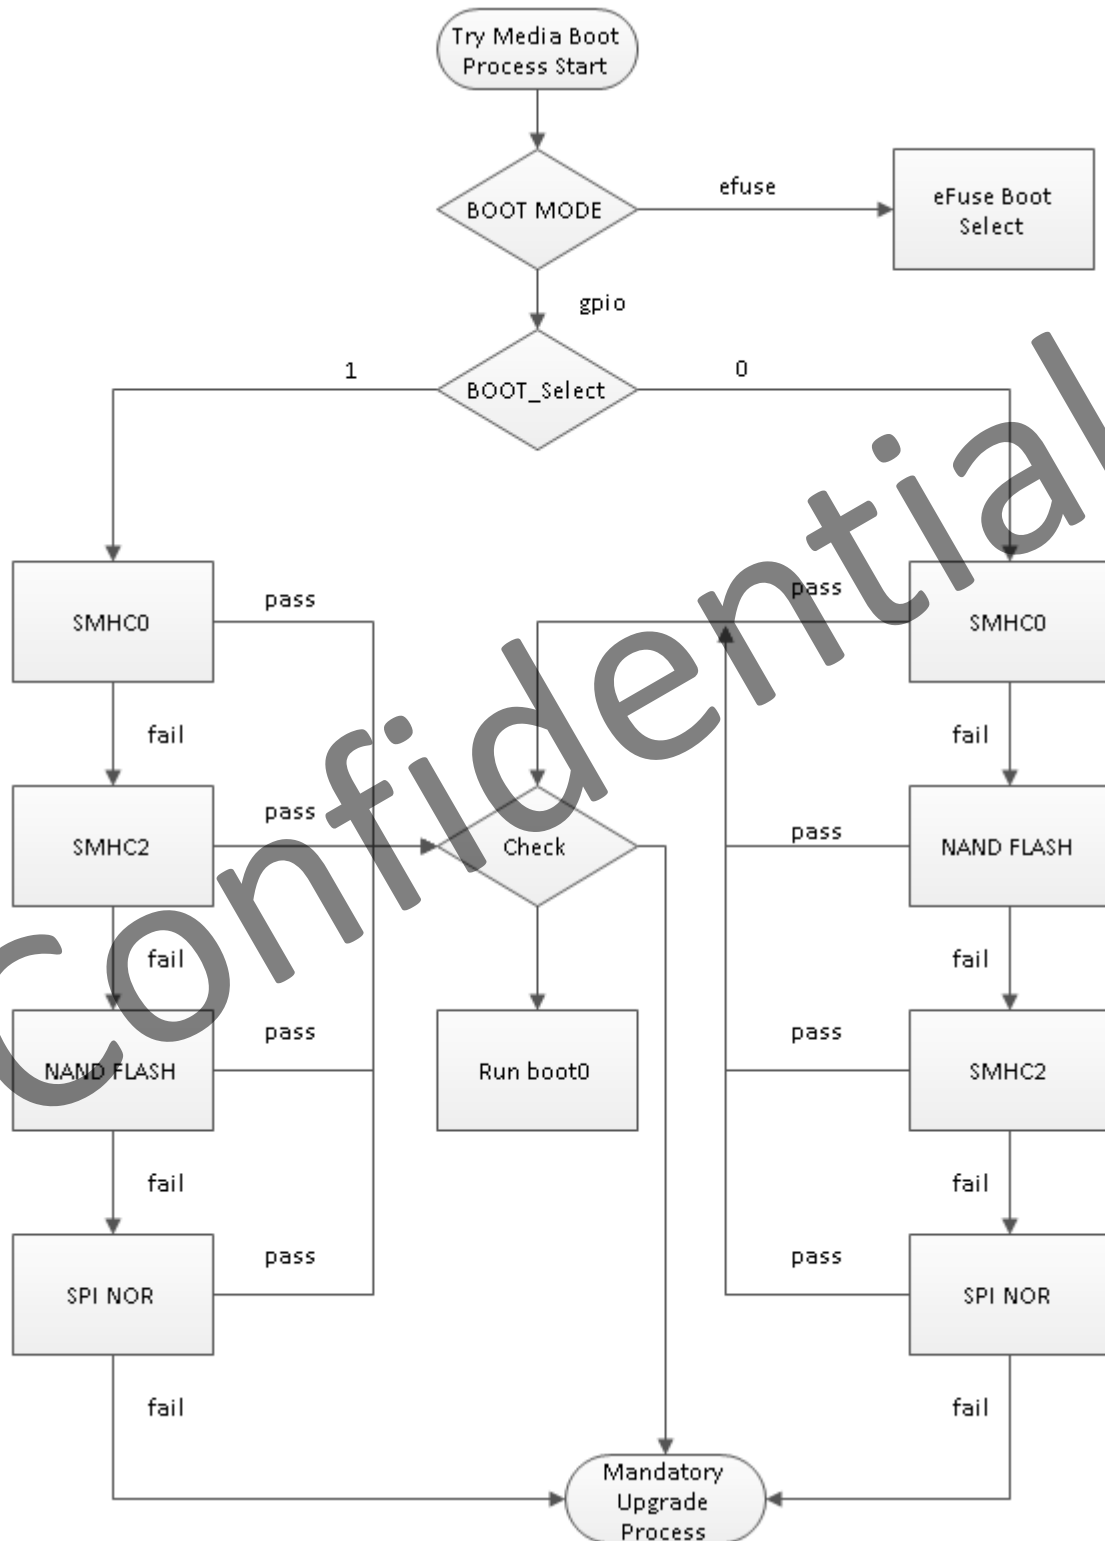 Try Media Boot
Process Start
BOOT MODE
efuse
eFuse Boot
Select
gpio
BOOT_Select
1
0
SMHC0
pass
pass
SMHC0
fail
fail
SMHC2
pass
Check
pass
NAND FLASH
fail
fail
NAND FLASH
pass
Run boot0
pass
SMHC2
fail
fail
SPI NOR
pass
pass
SPI NOR
fail
fail
Mandatory
Upgrade
Process
Confidential